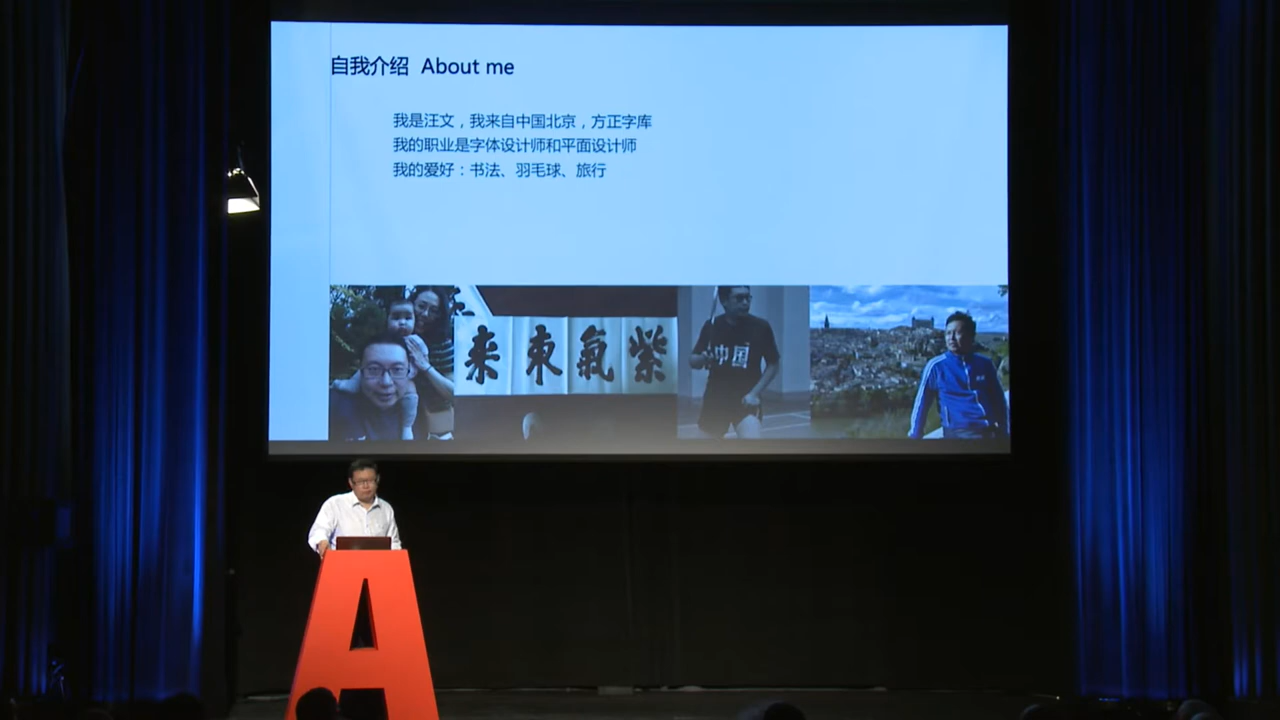 自我介绍 About me
我是汪文，我来自中国北京，方正字库
我的职业是字体设计师和平面设计师
我的爱好：书法、羽毛球、旅行
来東氣紫
中国
A